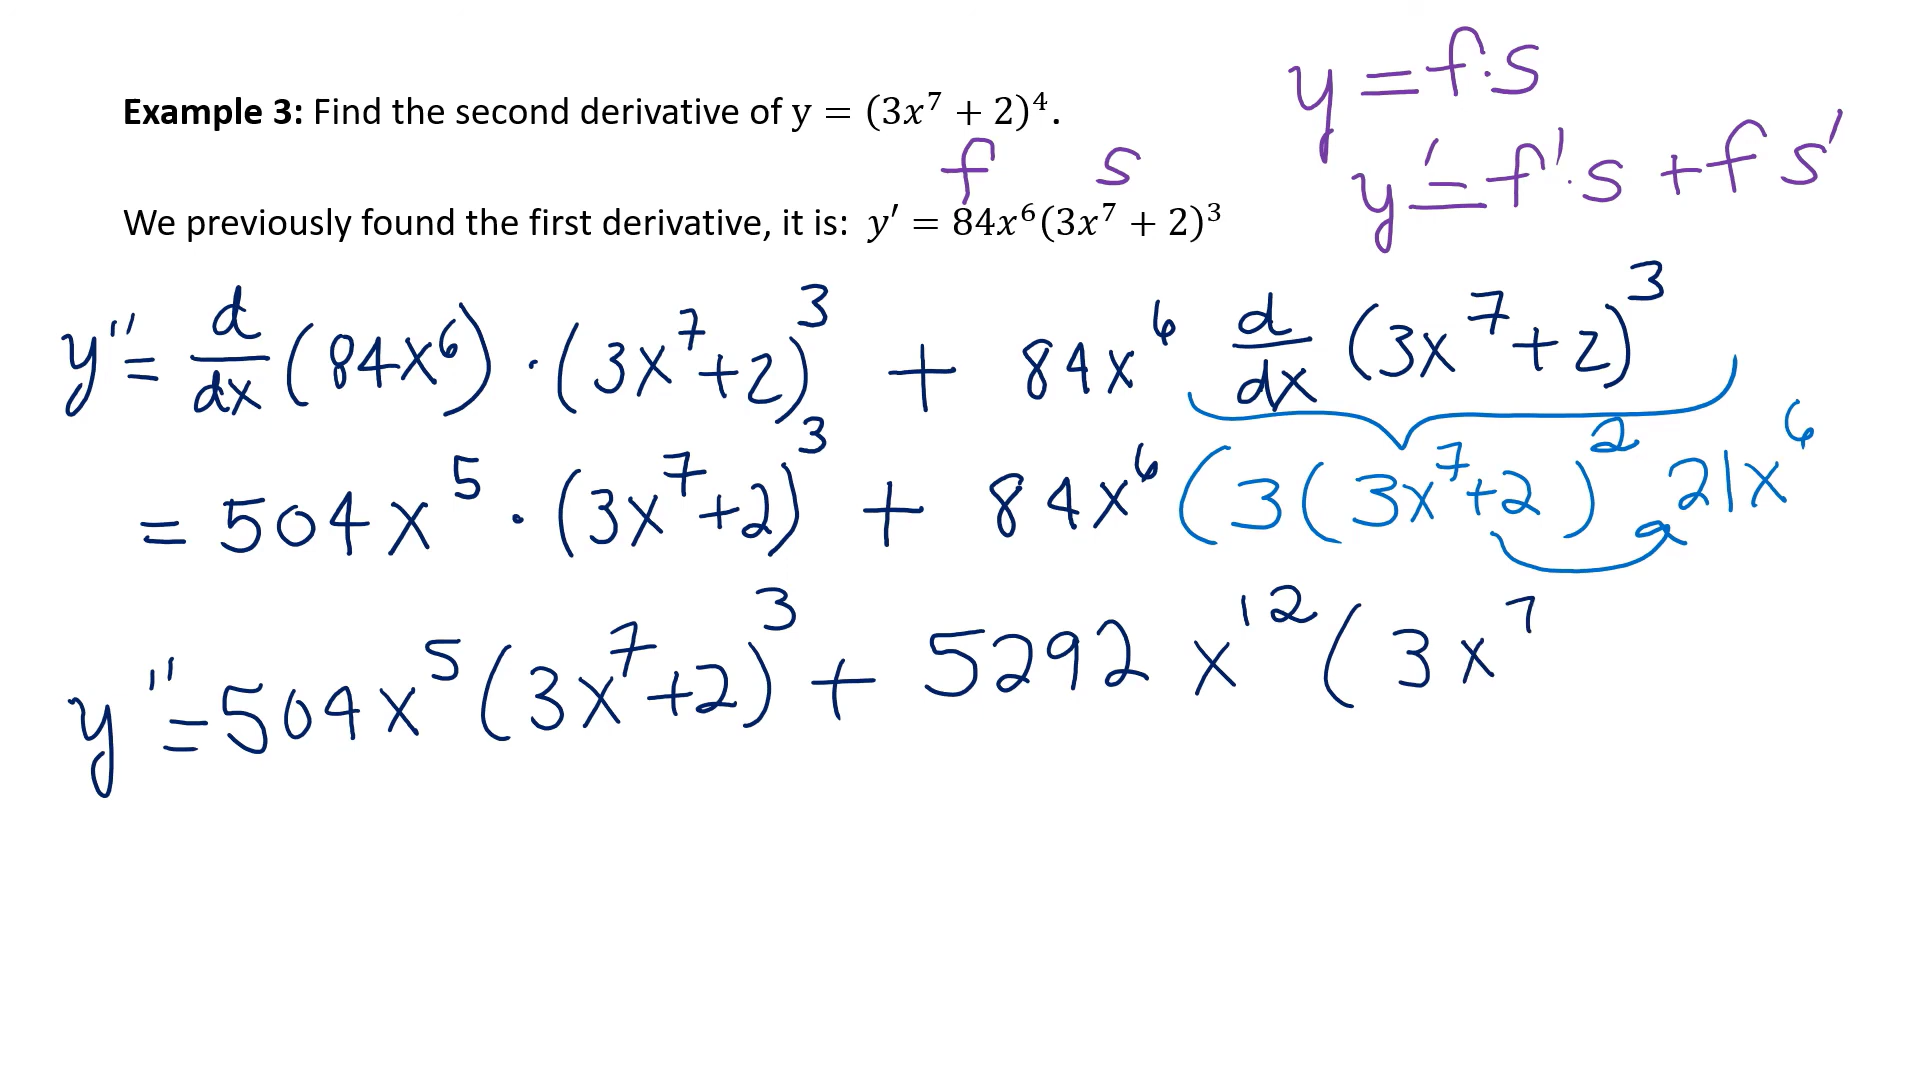 y = f·s
Example 3: Find the second derivative of y = (3x⁷ + 2)⁴.
y' = f'·s + f s'
f s
We previously found the first derivative, it is: y′ = 84x⁶(3x⁷ + 2)³
y'' = d/dx (84x⁶) · (3x⁷+2)³ + 84x⁶ d/dx (3x⁷+2)³
= 504x⁵ · (3x⁷+2)³ + 84x⁶ (3(3x⁷+2)² 21x⁶
y'' = 504x⁵(3x⁷+2)³ + 5292x¹²(3x⁷